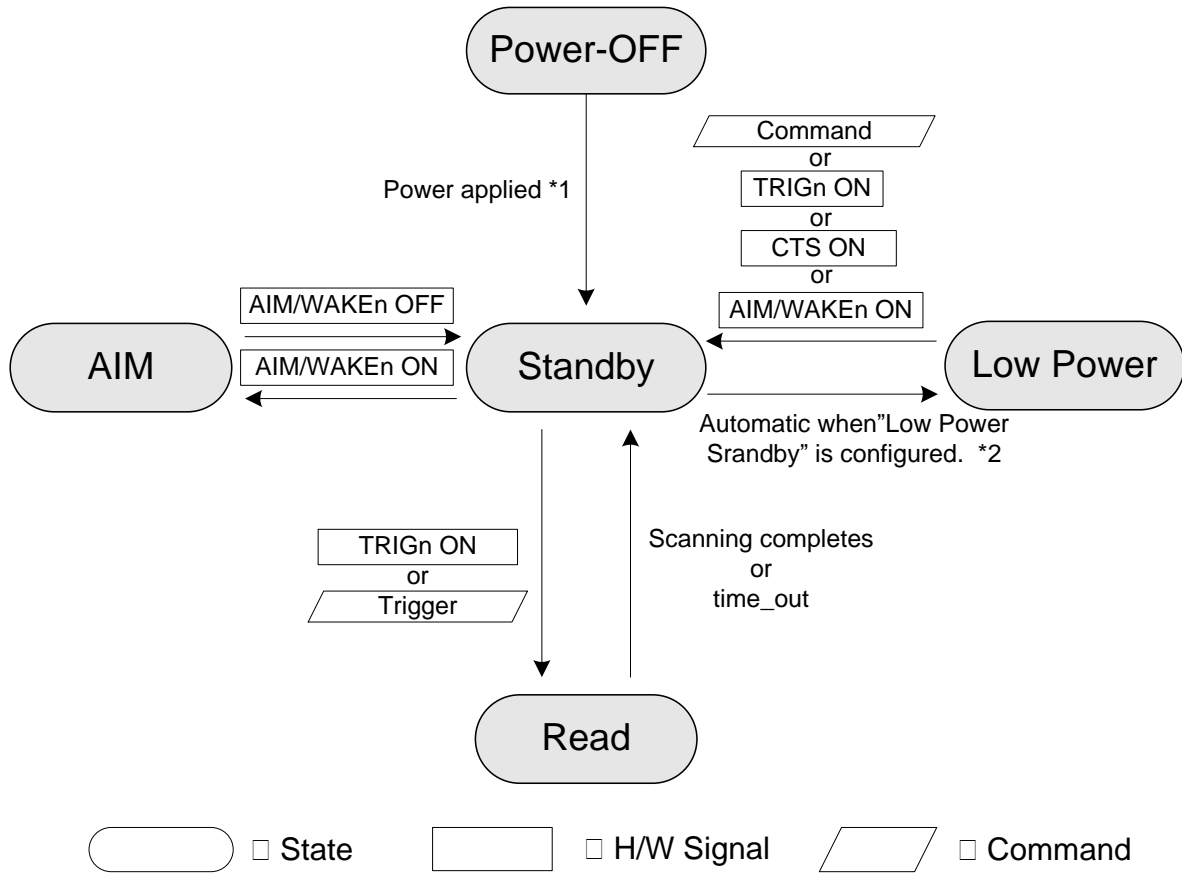 Power-OFF
Command
or
TRIGn ON
or
CTS ON
or
AIM/WAKEn ON
Power applied *1
AIM/WAKEn OFF
AIM/WAKEn ON
AIM
Standby
Low Power
Automatic when”Low Power
Srandby” is configured. *2
TRIGn ON
or
Trigger
Scanning completes
or
time_out
Read
□ State
□ H/W Signal
□ Command